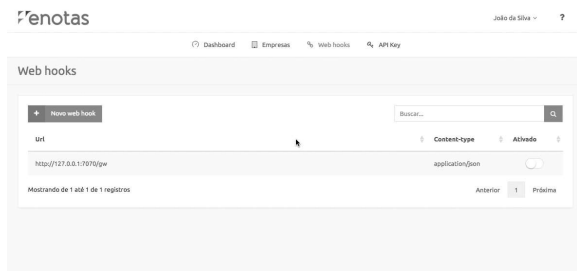 enotas
João da Silva
?
Dashboard Empresas Web hooks API Key
Web hooks
+ Novo web hook
Buscar...
Url Content-type Ativado
http://127.0.0.1:7070/gw application/json
Mostrando de 1 até 1 de 1 registros
Anterior 1 Próxima